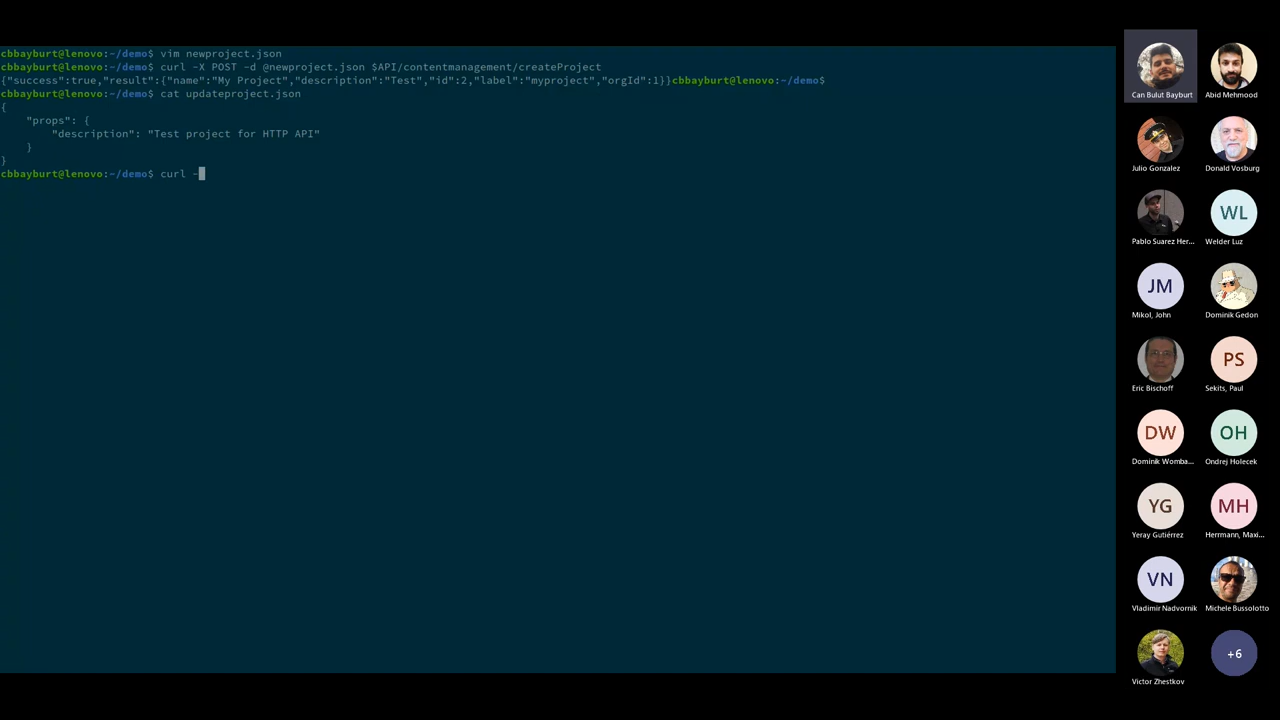 cbbayburt@lenovo:~/demo$ vim newproject.json
cbbayburt@lenovo:~/demo$ curl -X POST -d @newproject.json $API/contentmanagement/createProject
{"success":true,"result":{"name":"My Project","description":"Test","id":2,"label":"myproject","orgId":1}}cbbayburt@lenovo:~/demo$
cbbayburt@lenovo:~/demo$ cat updateproject.json
{
    "props": {
        "description": "Test project for HTTP API"
    }
}
cbbayburt@lenovo:~/demo$ curl -
Can Bulut Bayburt
Abid Mehmood
Julio Gonzalez
Donald Vosburg
Pablo Suarez Her...
WL
Welder Luz
JM
Mikol, John
Dominik Gedon
Eric Bischoff
PS
Sekits, Paul
DW
Dominik Womba...
OH
Ondrej Holecek
YG
Yeray Gutiérrez
MH
Herrmann, Maxi...
VN
Vladimir Nadvornik
Michele Bussolotto
Victor Zhestkov
+6